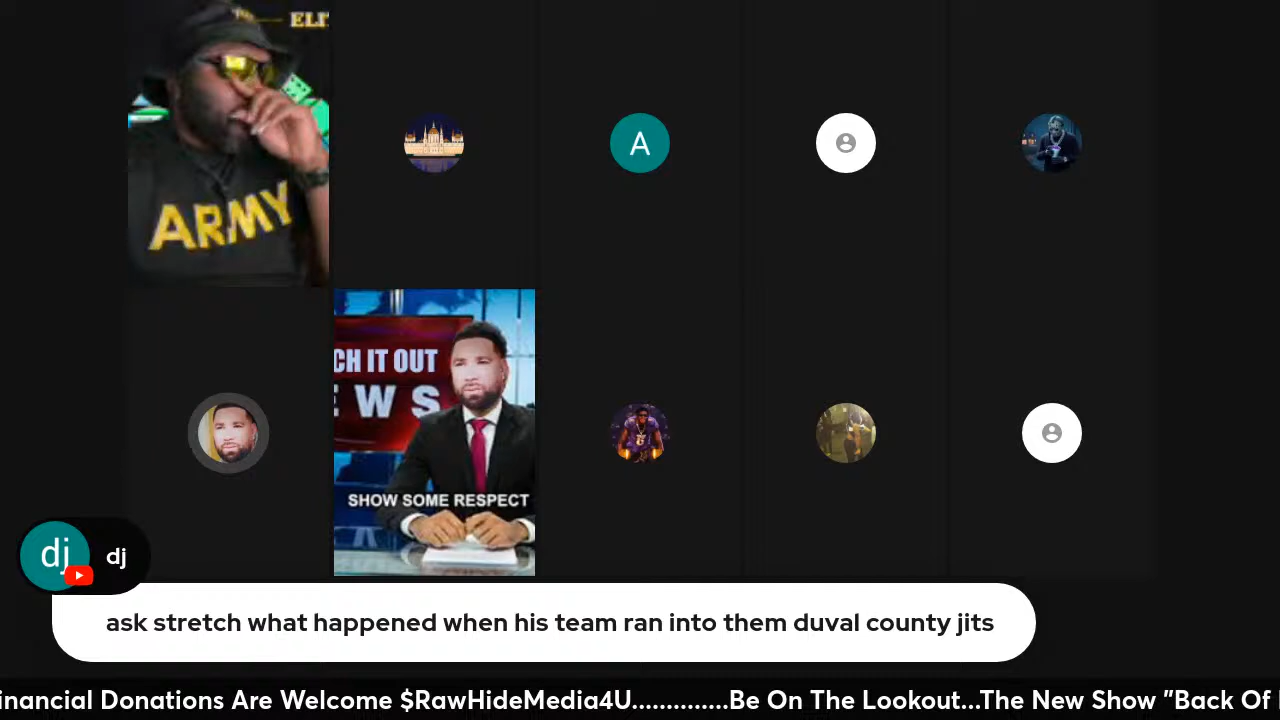 ELI
ARMY
A
CH IT OUT
EWS
SHOW SOME RESPECT
dj
dj
ask stretch what happened when his team ran into them duval county jits
inancial Donations Are Welcome $RawHideMedia4U..............Be On The Lookout...The New Show "Back Of